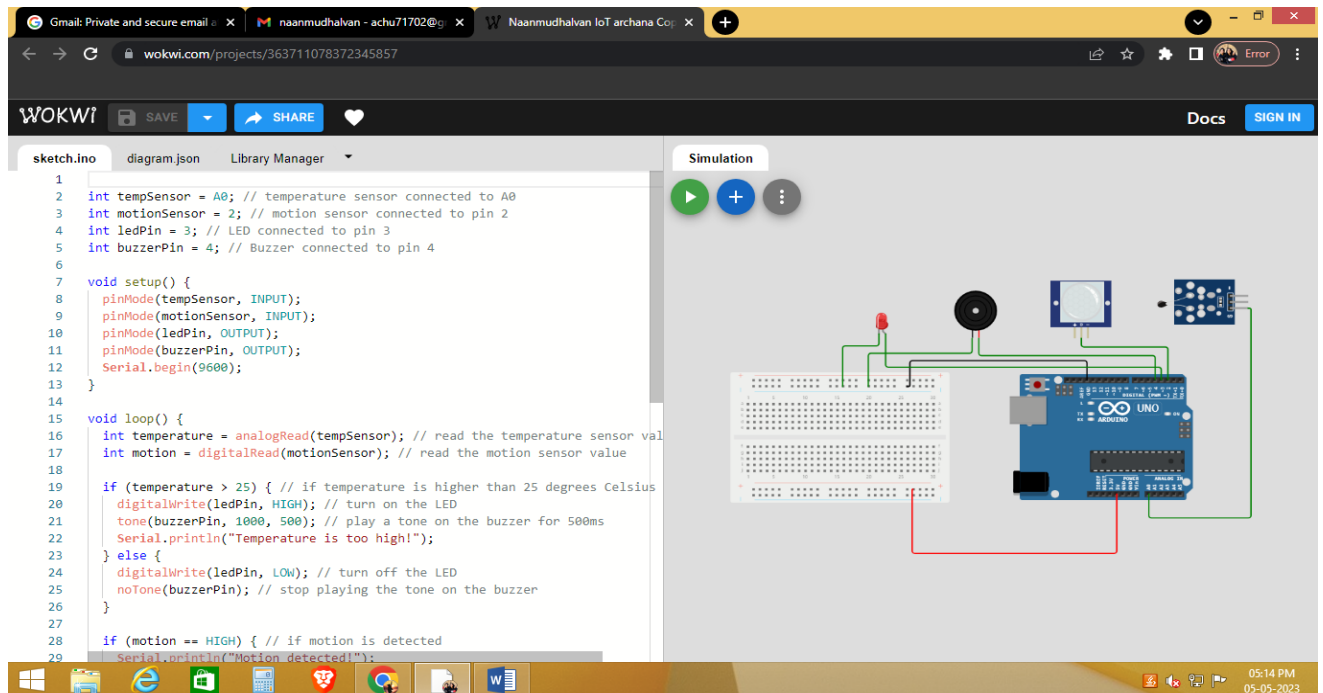 Gmail: Private and secure email a
naanmudhalvan - achu71702@g
Naanmudhalvan IoT archana Cop
wokwi.com/projects/363711078372345857
Error
WOKWi
SAVE
SHARE
Docs
SIGN IN
sketch.ino
diagram.json
Library Manager
Simulation
1
2 int tempSensor = A0; // temperature sensor connected to A0
3 int motionSensor = 2; // motion sensor connected to pin 2
4 int ledPin = 3; // LED connected to pin 3
5 int buzzerPin = 4; // Buzzer connected to pin 4
6
7 void setup() {
8 pinMode(tempSensor, INPUT);
9 pinMode(motionSensor, INPUT);
10 pinMode(ledPin, OUTPUT);
11 pinMode(buzzerPin, OUTPUT);
12 Serial.begin(9600);
13 }
14
15 void loop() {
16 int temperature = analogRead(tempSensor); // read the temperature sensor val
17 int motion = digitalRead(motionSensor); // read the motion sensor value
18
19 if (temperature > 25) { // if temperature is higher than 25 degrees Celsius
20 digitalWrite(ledPin, HIGH); // turn on the LED
21 tone(buzzerPin, 1000, 500); // play a tone on the buzzer for 500ms
22 Serial.println("Temperature is too high!");
23 } else {
24 digitalWrite(ledPin, LOW); // turn off the LED
25 noTone(buzzerPin); // stop playing the tone on the buzzer
26 }
27
28 if (motion == HIGH) { // if motion is detected
29 Serial.println("Motion detected!");
DIGITAL (PWM ~)
UNO
ARDUINO
POWER
ANALOG IN
05:14 PM
05-05-2023